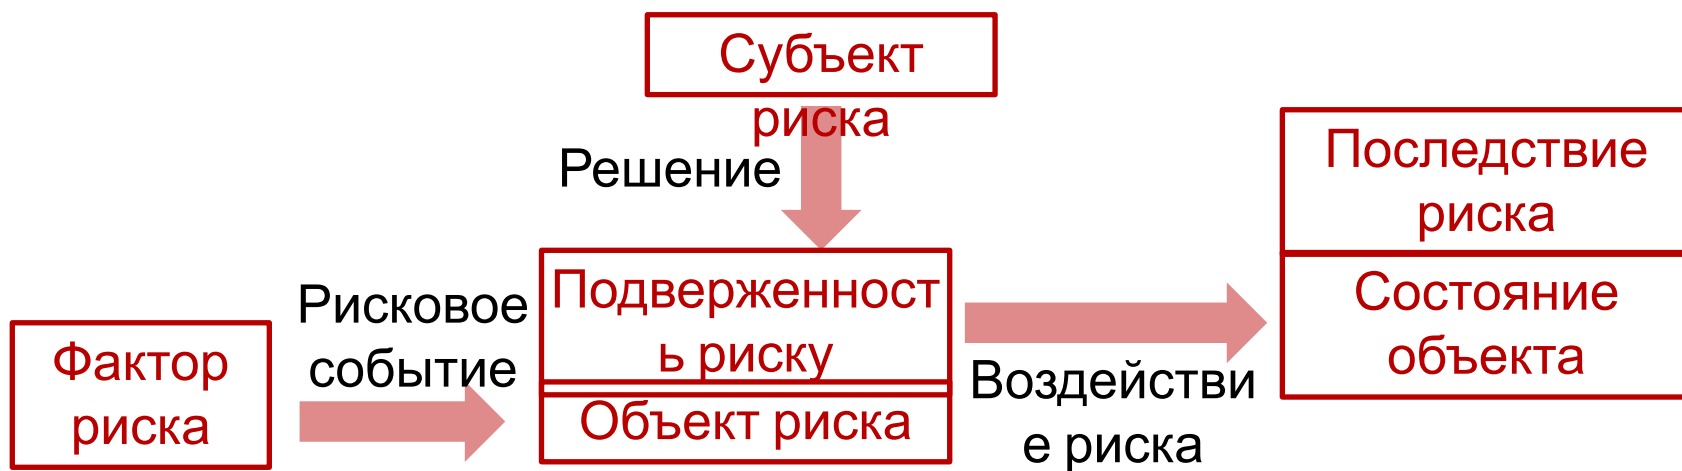 Субъект
риска
Решение
Последствие
риска
Состояние
объекта
Подверженност
ь риску
Объект риска
Рисковое
событие
Фактор
риска
Воздействи
е риска